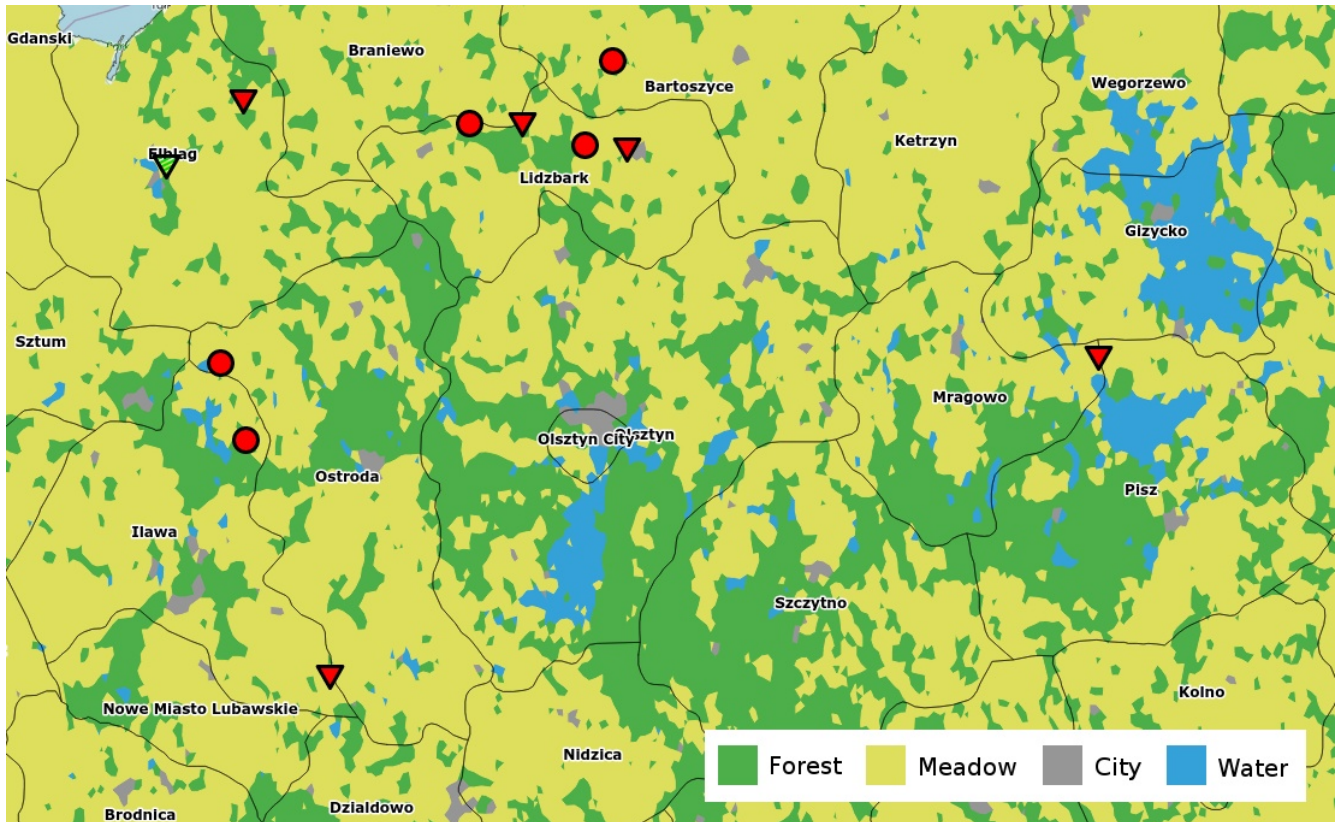 Gdanski
Braniewo
Bartoszyce
Wegorzewo
Elblag
Ketrzyn
Lidzbark
Gizycko
Sztum
Mragowo
Olsztyn City
Olsztyn
Ostroda
Pisz
Ilawa
Szczytno
Kolno
Nowe Miasto Lubawskie
Nidzica
Forest
Meadow
City
Water
Dzialdowo
Brodnica